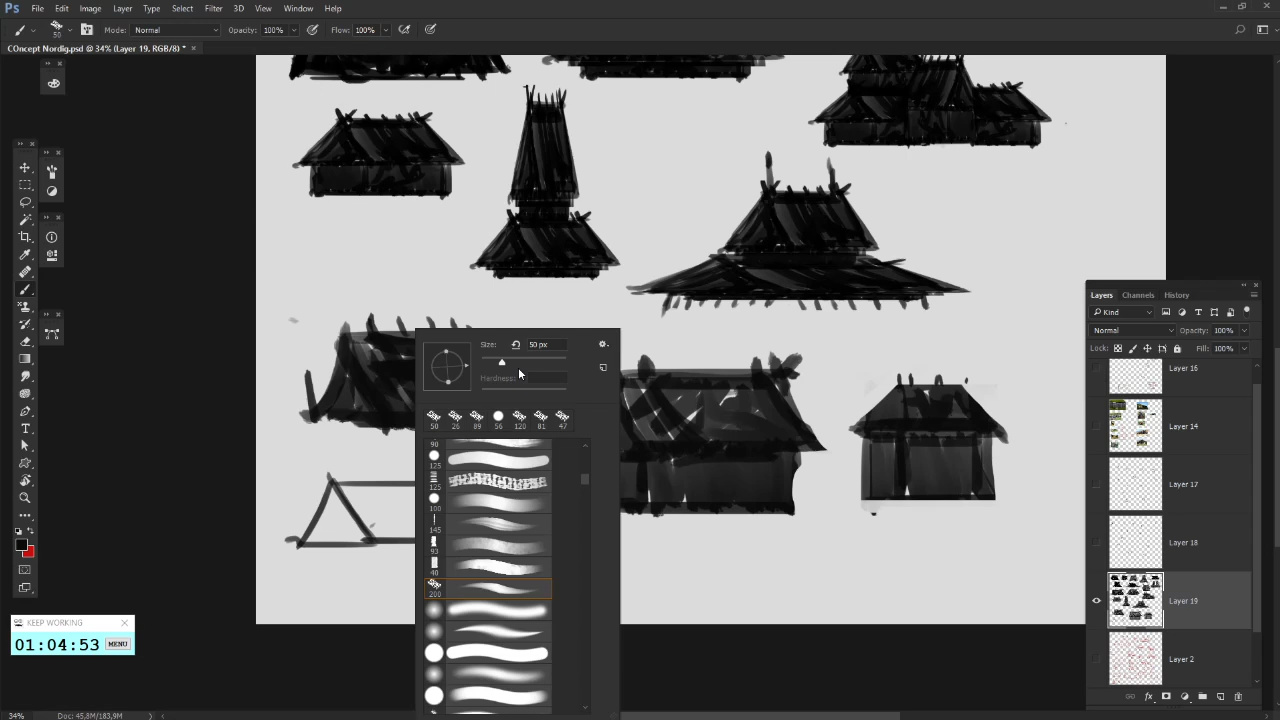 Ps File Edit Image Layer Type Select Filter 3D View Window Help
50 Mode: Normal Opacity: 100% Flow: 100%
COncept Nordig.psd @ 34% (Layer 19, RGB/8) * ×
Size: 50 px
Hardness:
50 26 89 56 120 81 47
90
125
125
100
145
93
40
200
Layers Channels History
Kind
Normal Opacity: 100%
Lock: Fill: 100%
Layer 16
Layer 14
Layer 17
Layer 18
Layer 19
Layer 2
fx
KEEP WORKING
01:04:53 MENU
34% Doc: 45,8M/183,9M